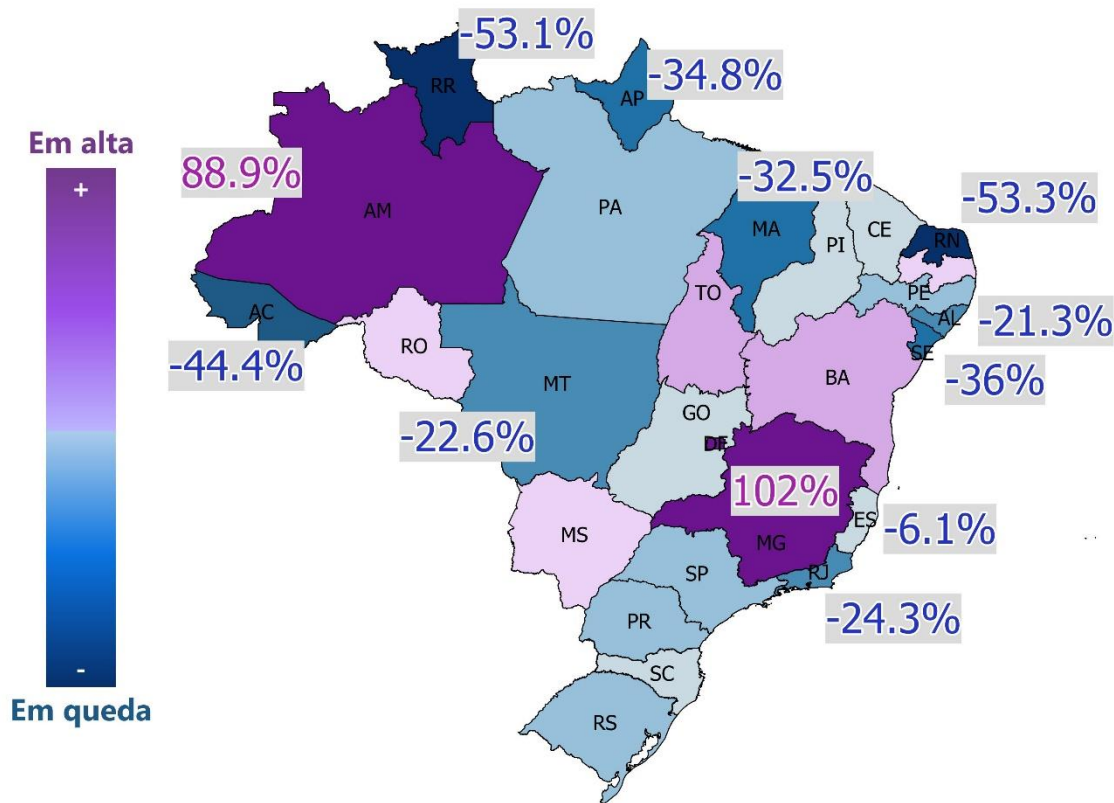 -53.1%
RR
-34.8%
AP
Em alta
+
88.9%
AM
PA
-32.5%
MA
PI
CE
-53.3%
RN
PE
AL
-21.3%
SE
-36%
AC
-44.4%
RO
TO
MT
BA
-22.6%
GO
DF
102%
MG
ES
-6.1%
MS
SP
RJ
-24.3%
PR
SC
RS
-
Em queda